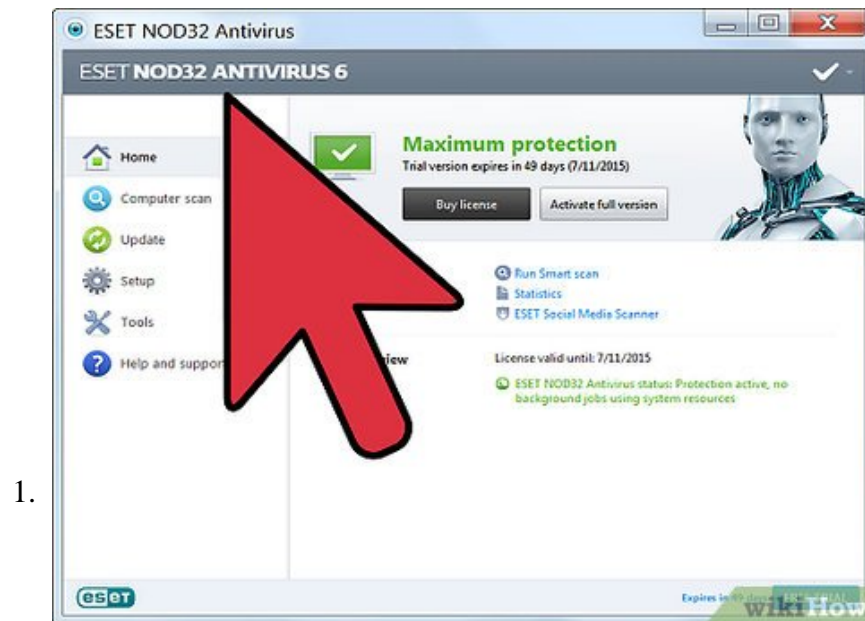 ESET NOD32 Antivirus
ESET NOD32 ANTIVIRUS 6
Home
Computer scan
Update
Setup
Tools
Help and support
Maximum protection
Trial version expires in 49 days (7/11/2015)
Buy license
Activate full version
Run Smart scan
Statistics
ESET Social Media Scanner
License valid until: 7/11/2015
ESET NOD32 Antivirus status: Protection active, no
background jobs using system resources
1.
eset
Expires in 49 days
wikiHow